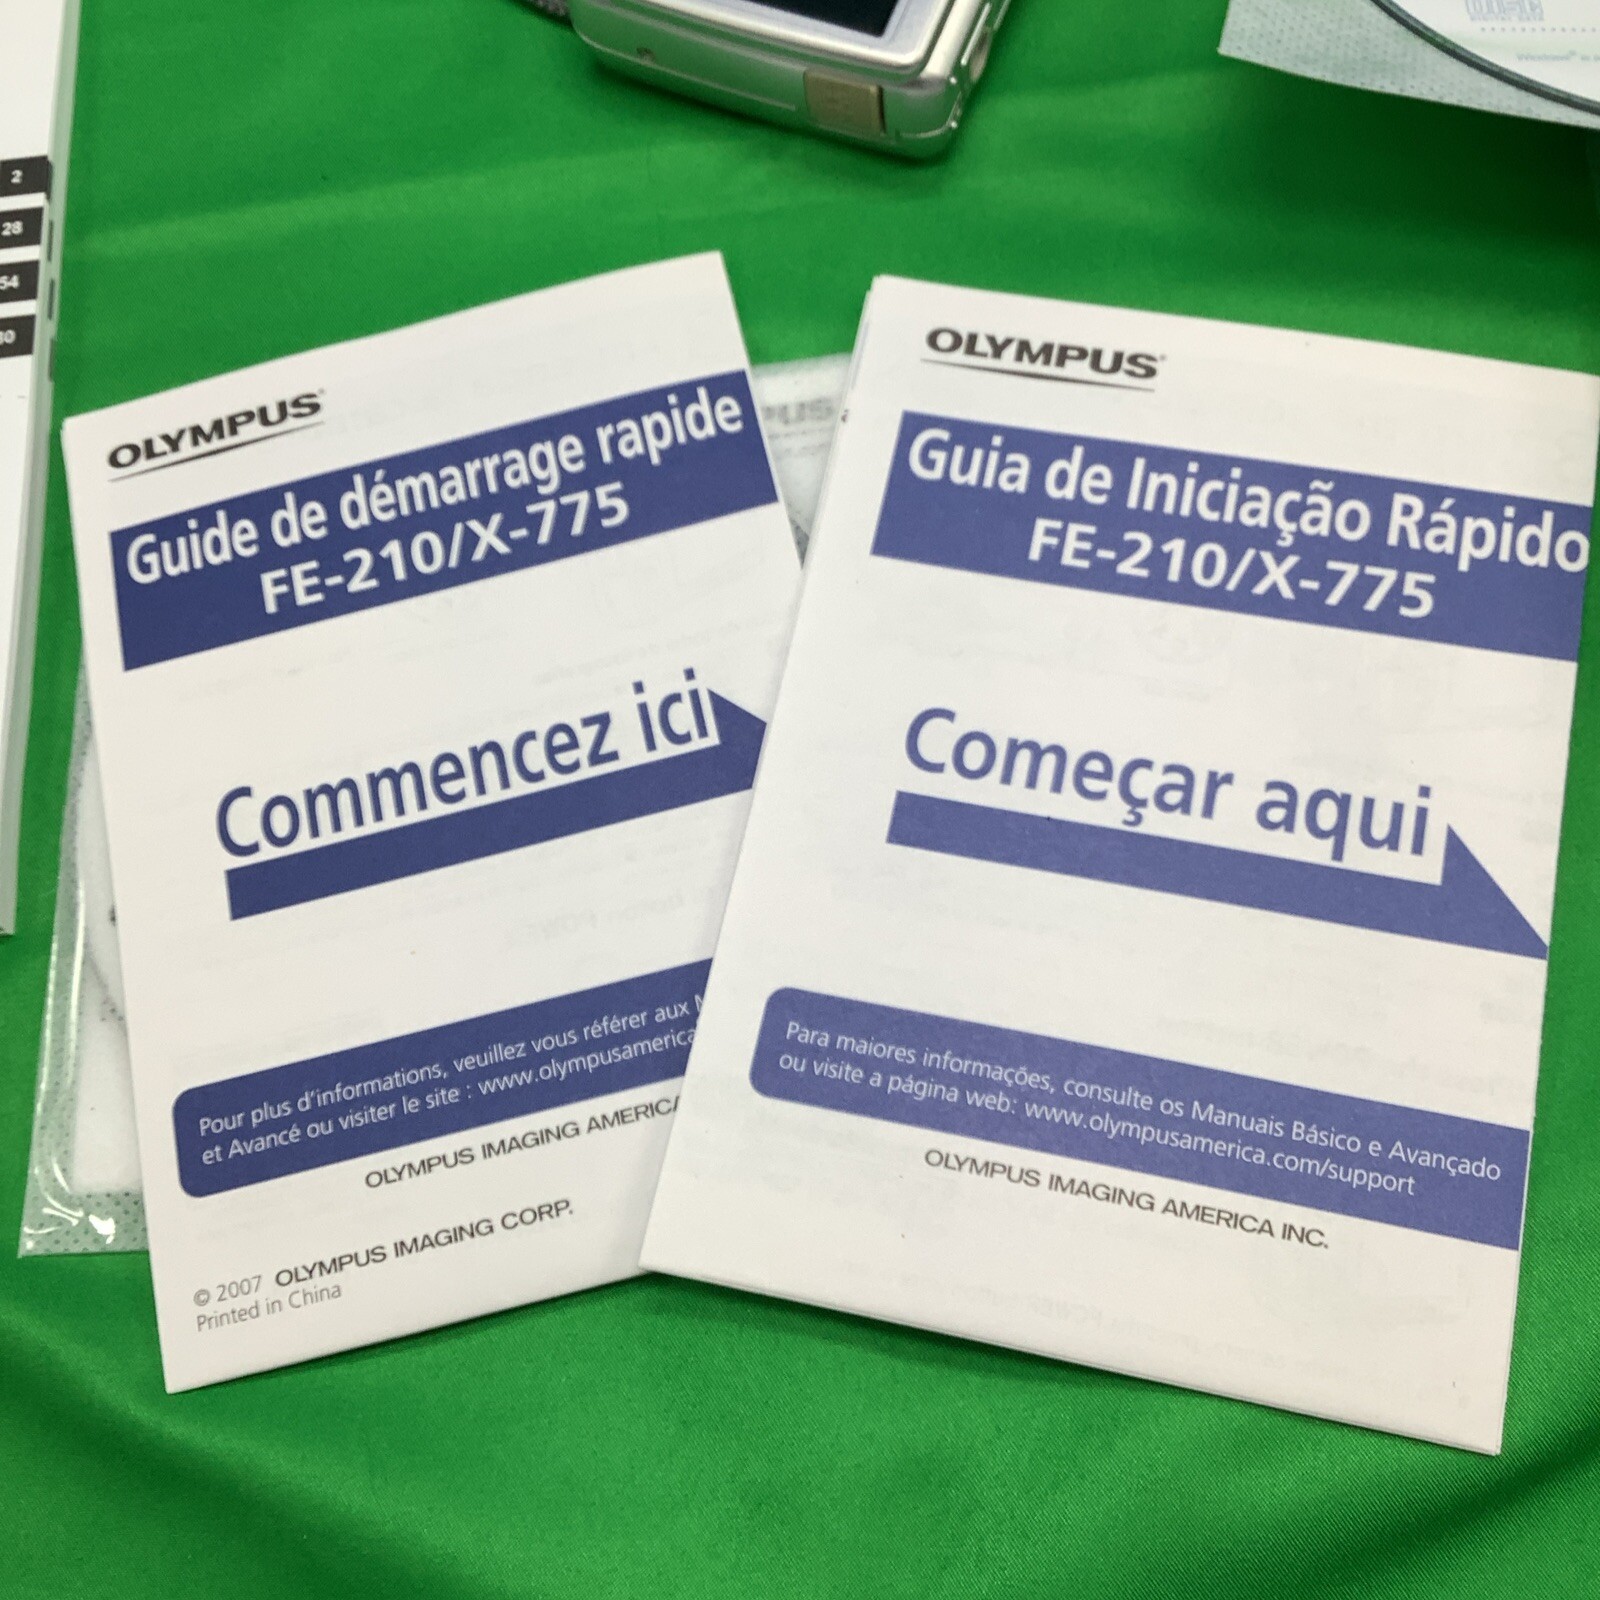 2
28
54
OLYMPUS
Guide de démarrage rapide
FE-210/X-775
Commencez ici
Pour plus d'informations, veuillez vous référer aux
et Avancé ou visiter le site : www.olympusamerica
OLYMPUS IMAGING AMERICA
OLYMPUS IMAGING CORP.
© 2007
Printed in China
OLYMPUS
Guia de Iniciação Rápido
FE-210/X-775
Começar aqui
Para maiores informações, consulte os Manuais Básico e Avançado
ou visite a página web: www.olympusamerica.com/support
OLYMPUS IMAGING AMERICA INC.